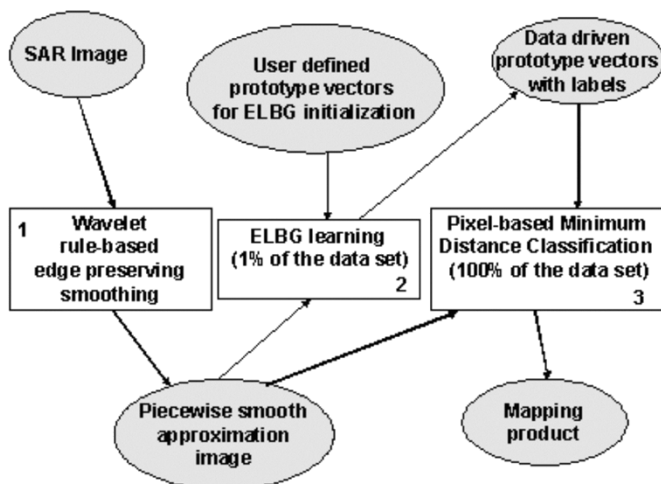 SAR Image
User defined
prototype vectors
for ELBG initialization
Data driven
prototype vectors
with labels
1
Wavelet
rule-based
edge preserving
smoothing
ELBG learning
(1% of the data set)
2
Pixel-based Minimum
Distance Classification
(100% of the data set)
3
Piecewise smooth
approximation
image
Mapping
product